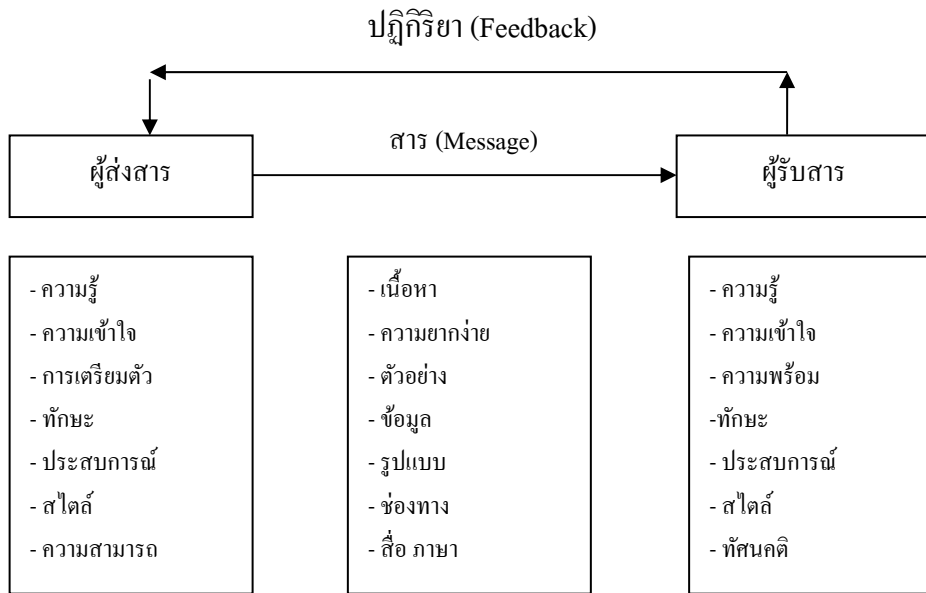 ปฏิกิริยา (Feedback)
สาร (Message)
ผู้ส่งสาร
ผู้รับสาร
- ความรู้
- ความเข้าใจ
- การเตรียมตัว
- ทักษะ
- ประสบการณ์
- สไตล์
- ความสามารถ
- เนื้อหา
- ความยากง่าย
- ตัวอย่าง
- ข้อมูล
- รูปแบบ
- ช่องทาง
- สื่อ ภาษา
- ความรู้
- ความเข้าใจ
- ความพร้อม
-ทักษะ
- ประสบการณ์
- สไตล์
- ทัศนคติ